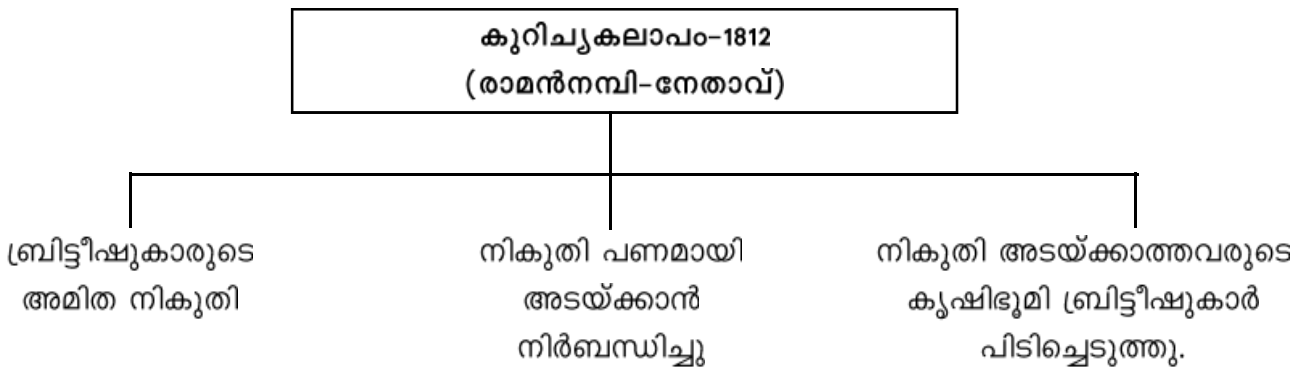 കുറിച്യകലാപം-1812
(രാമൻനമ്പി-നേതാവ്)
ബ്രിട്ടീഷുകാരുടെ
അമിത നികുതി
നികുതി പണമായി
അടയ്ക്കാൻ
നിർബന്ധിച്ചു
നികുതി അടയ്ക്കാത്തവരുടെ
കൃഷിഭൂമി ബ്രിട്ടീഷുകാർ
പിടിച്ചെടുത്തു.